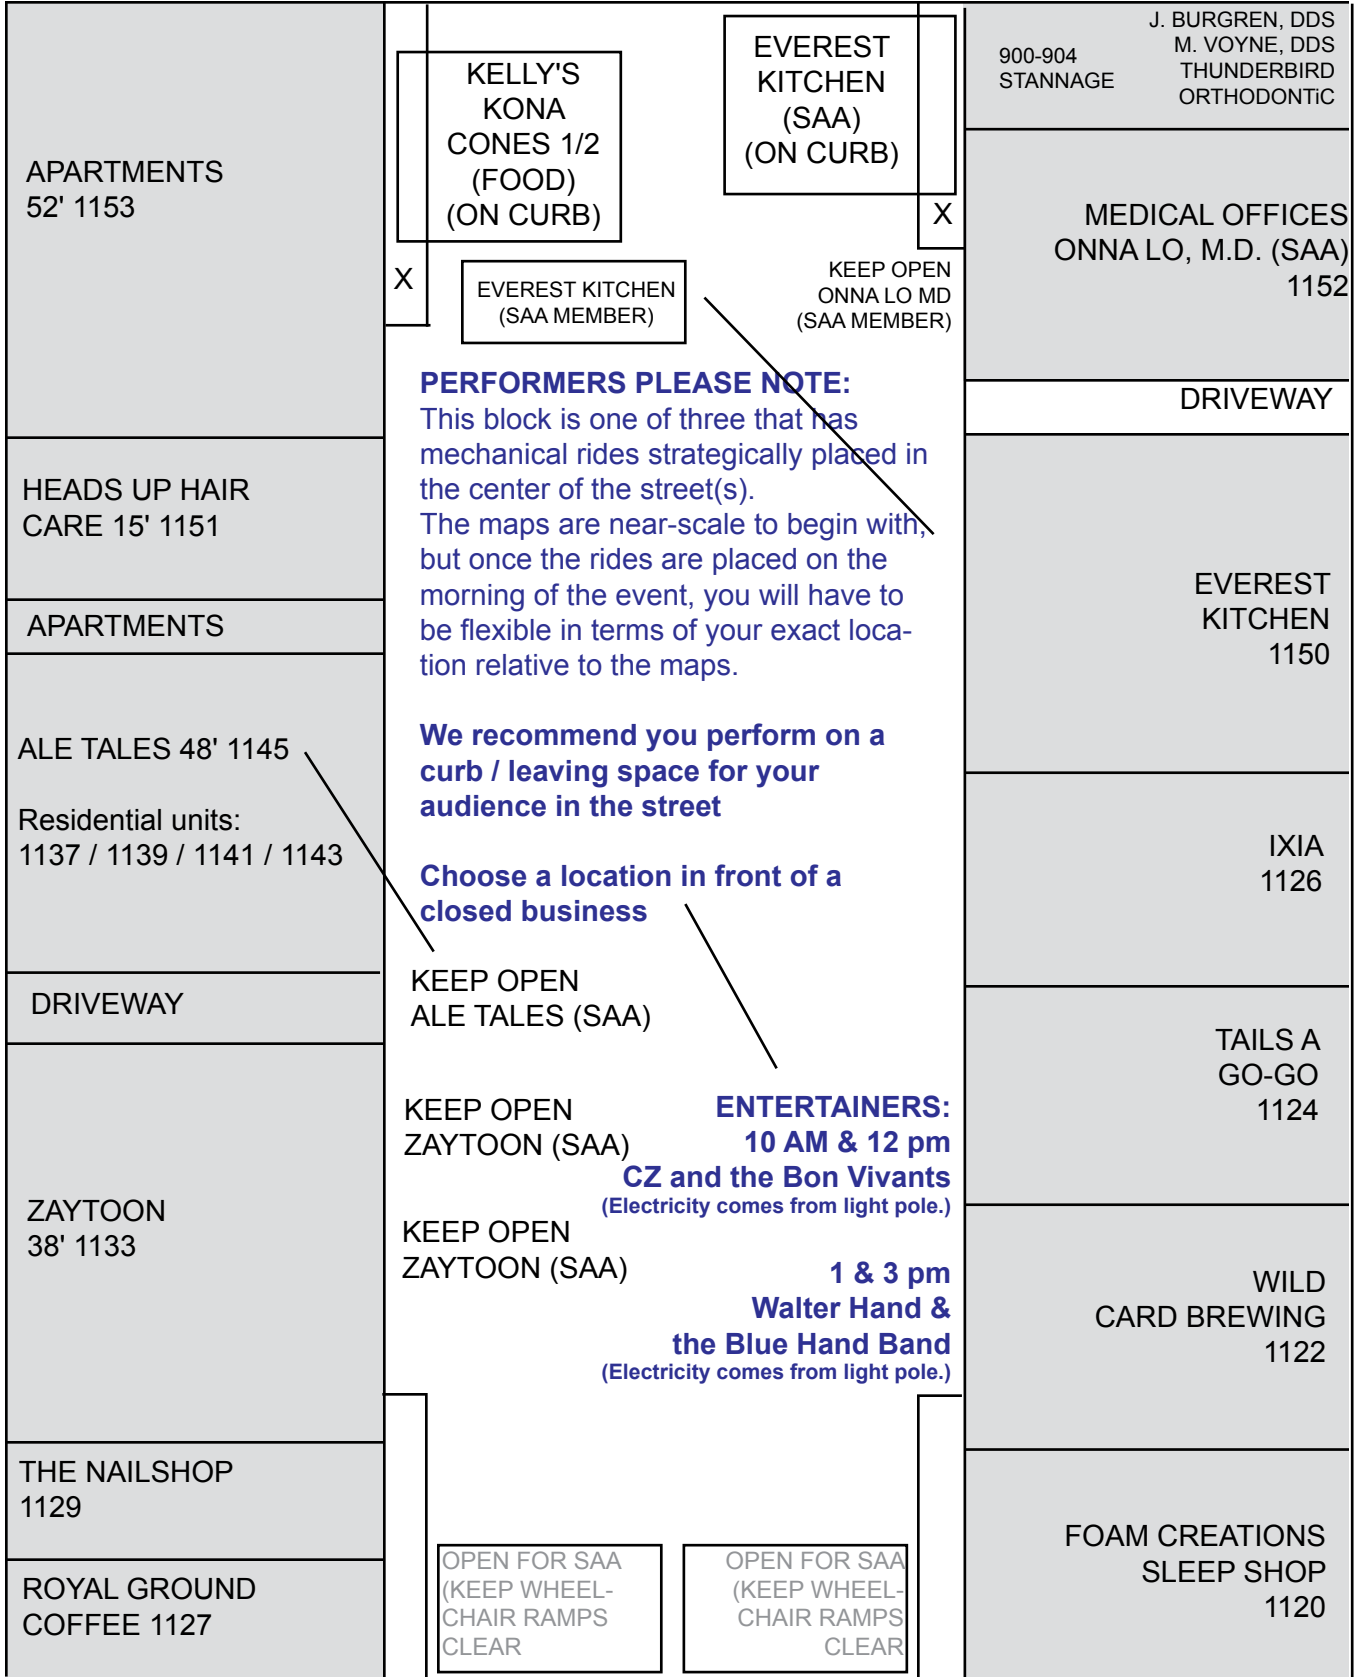 J. BURGREN, DDS
M. VOYNE, DDS
THUNDERBIRD
ORTHODONTiC
900-904
STANNAGE
KELLY'S
KONA
CONES 1/2
(FOOD)
(ON CURB)
EVEREST
KITCHEN
(SAA)
(ON CURB)
APARTMENTS
52' 1153
X
X
MEDICAL OFFICES
ONNA LO, M.D. (SAA)
1152
EVEREST KITCHEN
(SAA MEMBER)
KEEP OPEN
ONNA LO MD
(SAA MEMBER)
DRIVEWAY
PERFORMERS PLEASE NOTE:
This block is one of three that has
mechanical rides strategically placed in
the center of the street(s).
The maps are near-scale to begin with,
but once the rides are placed on the
morning of the event, you will have to
be flexible in terms of your exact loca-
tion relative to the maps.
We recommend you perform on a
curb / leaving space for your
audience in the street
Choose a location in front of a
closed business
HEADS UP HAIR
CARE 15' 1151
APARTMENTS
EVEREST
KITCHEN
1150
ALE TALES 48' 1145
Residential units:
1137 / 1139 / 1141 / 1143
IXIA
1126
KEEP OPEN
ALE TALES (SAA)
DRIVEWAY
TAILS A
GO-GO
1124
KEEP OPEN
ZAYTOON (SAA)
ENTERTAINERS:
10 AM & 12 pm
CZ and the Bon Vivants
(Electricity comes from light pole.)
ZAYTOON
38' 1133
KEEP OPEN
ZAYTOON (SAA)
1 & 3 pm
Walter Hand &
the Blue Hand Band
(Electricity comes from light pole.)
WILD
CARD BREWING
1122
THE NAILSHOP
1129
FOAM CREATIONS
SLEEP SHOP
1120
ROYAL GROUND
COFFEE 1127
OPEN FOR SAA
(KEEP WHEEL-
CHAIR RAMPS
CLEAR
OPEN FOR SAA
(KEEP WHEEL-
CHAIR RAMPS
CLEAR